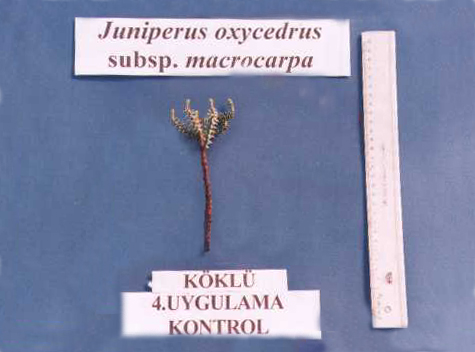 Juniperus oxycedrus
subsp. macrocarpa
KÖKLÜ
4.UYGULAMA
KONTROL